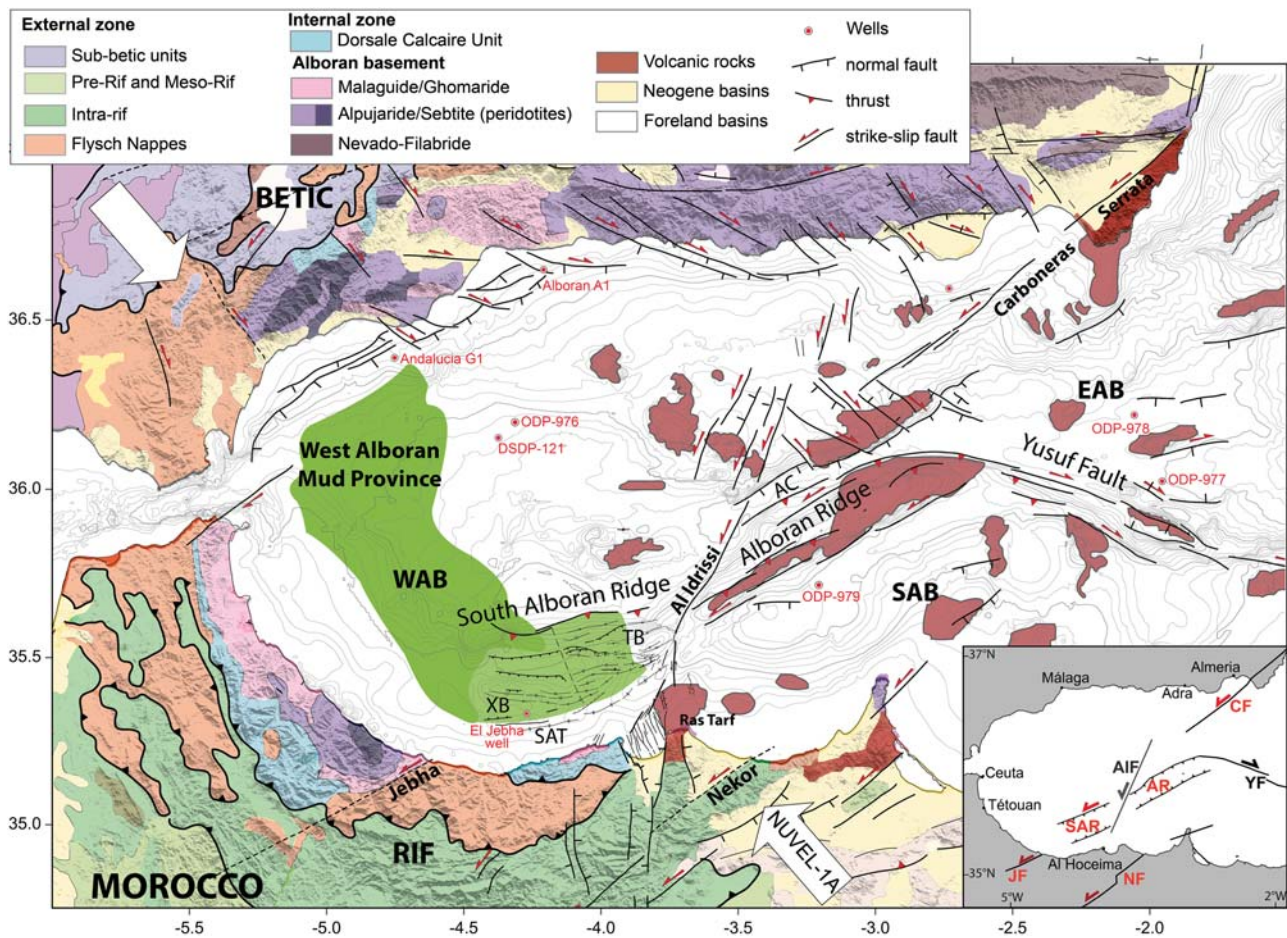 External zone
Sub-betic units
Pre-Rif and Meso-Rif
Intra-rif
Flysch Nappes
Internal zone
Dorsale Calcaire Unit
Alboran basement
Malaguide/Ghomaride
Alpujaride/Sebtite (peridotites)
Nevado-Filabride
Volcanic rocks
Neogene basins
Foreland basins
Wells
normal fault
thrust
strike-slip fault
BETIC
Serrata
Carboneras
Alboran A1
36.5
Andalucia G1
EAB
ODP-976
DSDP-121
ODP-978
West Alboran
Mud Province
Yusuf Fault
ODP-977
36.0
AC
Alboran Ridge
WAB
Al Idrissi
South Alboran Ridge
ODP-979
SAB
TB
35.5
XB
El Jebha
well
SAT
Ras Tarf
Jebha
Nekor
35.0
RIF
NUVEL-1A
MOROCCO
37°N
Almeria
Málaga
Adra
CF
Ceuta
AIF
AR
YF
Tétouan
SAR
Al Hoceima
35°N
JF
NF
5°W
2°W
-5.5
-5.0
-4.5
-4.0
-3.5
-3.0
-2.5
-2.0